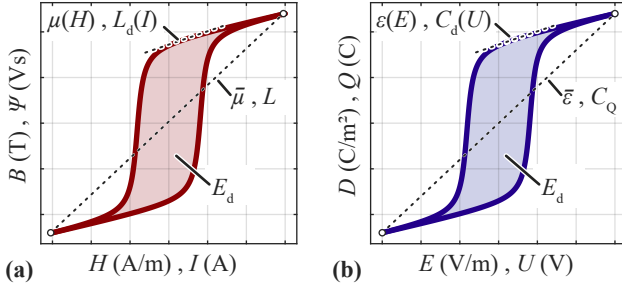 B (T) , Ψ (Vs)
μ(H) , L_d(I)
μ̄ , L
E_d
(a) H (A/m) , I (A)
D (C/m²) , Q (C)
ε(E) , C_d(U)
ε̄ , C_Q
E_d
(b) E (V/m) , U (V)